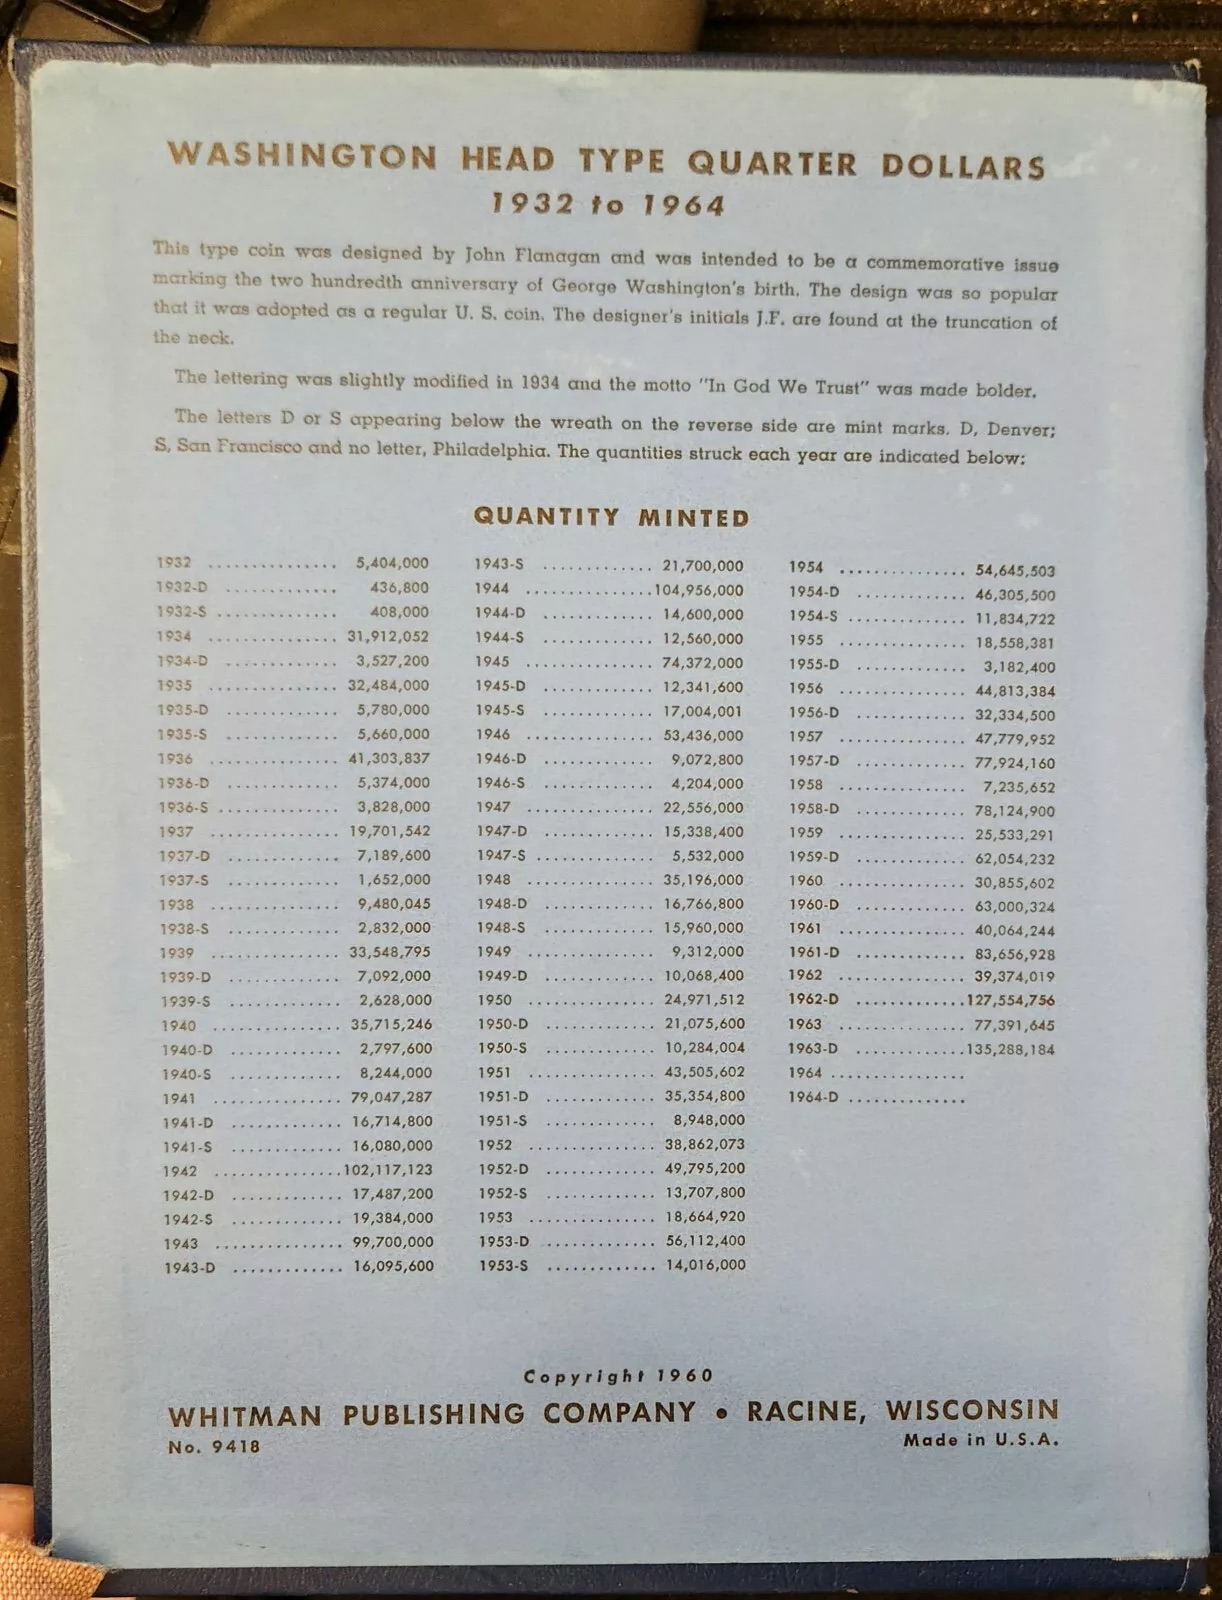 WASHINGTON HEAD TYPE QUARTER DOLLARS
1932 to 1964
This type coin was designed by John Flanagan and was intended to be a commemorative issue
marking the two hundredth anniversary of George Washington's birth. The design was so popular
that it was adopted as a regular U. S. coin. The designer's initials J.F. are found at the truncation of
the neck.
The lettering was slightly modified in 1934 and the motto "In God We Trust" was made bolder.
The letters D or S appearing below the wreath on the reverse side are mint marks. D, Denver;
S, San Francisco and no letter, Philadelphia. The quantities struck each year are indicated below:
QUANTITY MINTED
1932 .............. 5,404,000
1932-D ............ 436,800
1932-S ............. 408,000
1934 .............. 31,912,052
1934-D ............ 3,527,200
1935 .............. 32,484,000
1935-D ............ 5,780,000
1935-S ............ 5,660,000
1936 .............. 41,303,837
1936-D ............ 5,374,000
1936-S ............. 3,828,000
1937 .............. 19,701,542
1937-D ............ 7,189,600
1937-S ............ 1,652,000
1938 .............. 9,480,045
1938-S ............ 2,832,000
1939 .............. 33,548,795
1939-D ............ 7,092,000
1939-S ............ 2,628,000
1940 .............. 35,715,246
1940-D ............ 2,797,600
1940-S ............ 8,244,000
1941 .............. 79,047,287
1941-D ............ 16,714,800
1941-S ............ 16,080,000
1942 ..............102,117,123
1942-D ............ 17,487,200
1942-S ............ 19,384,000
1943 .............. 99,700,000
1943-D ............ 16,095,600
1943-S ............ 21,700,000
1944 ..............104,956,000
1944-D ............ 14,600,000
1944-S ............ 12,560,000
1945 .............. 74,372,000
1945-D ............ 12,341,600
1945-S ............ 17,004,001
1946 .............. 53,436,000
1946-D ............ 9,072,800
1946-S ............ 4,204,000
1947 .............. 22,556,000
1947-D ............ 15,338,400
1947-S ............. 5,532,000
1948 .............. 35,196,000
1948-D ............ 16,766,800
1948-S ............ 15,960,000
1949 .............. 9,312,000
1949-D ............ 10,068,400
1950 .............. 24,971,512
1950-D ............ 21,075,600
1950-S ............ 10,284,004
1951 .............. 43,505,602
1951-D ............ 35,354,800
1951-S ............ 8,948,000
1952 .............. 38,862,073
1952-D ............ 49,795,200
1952-S ............ 13,707,800
1953 .............. 18,664,920
1953-D ............ 56,112,400
1953-S ............ 14,016,000
1954 .............. 54,645,503
1954-D ............ 46,305,500
1954-S ............. 11,834,722
1955 .............. 18,558,381
1955-D ............ 3,182,400
1956 .............. 44,813,384
1956-D ............ 32,334,500
1957 .............. 47,779,952
1957-D ............ 77,924,160
1958 .............. 7,235,652
1958-D ............ 78,124,900
1959 .............. 25,533,291
1959-D ............ 62,054,232
1960 .............. 30,855,602
1960-D ............ 63,000,324
1961 .............. 40,064,244
1961-D ............ 83,656,928
1962 .............. 39,374,019
1962-D ............127,554,756
1963 .............. 77,391,645
1963-D ............135,288,184
1964 ...............
1964-D .............
Copyright 1960
WHITMAN PUBLISHING COMPANY • RACINE, WISCONSIN
No. 9418 Made in U.S.A.